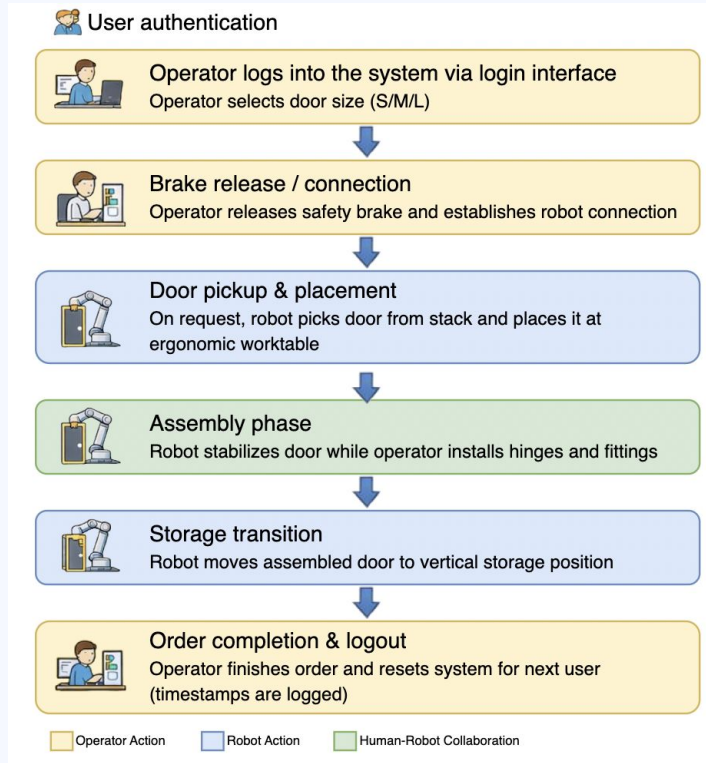 User authentication
Operator logs into the system via login interface
Operator selects door size (S/M/L)
Brake release / connection
Operator releases safety brake and establishes robot connection
Door pickup & placement
On request, robot picks door from stack and places it at
ergonomic worktable
Assembly phase
Robot stabilizes door while operator installs hinges and fittings
Storage transition
Robot moves assembled door to vertical storage position
Order completion & logout
Operator finishes order and resets system for next user
(timestamps are logged)
Operator Action
Robot Action
Human-Robot Collaboration